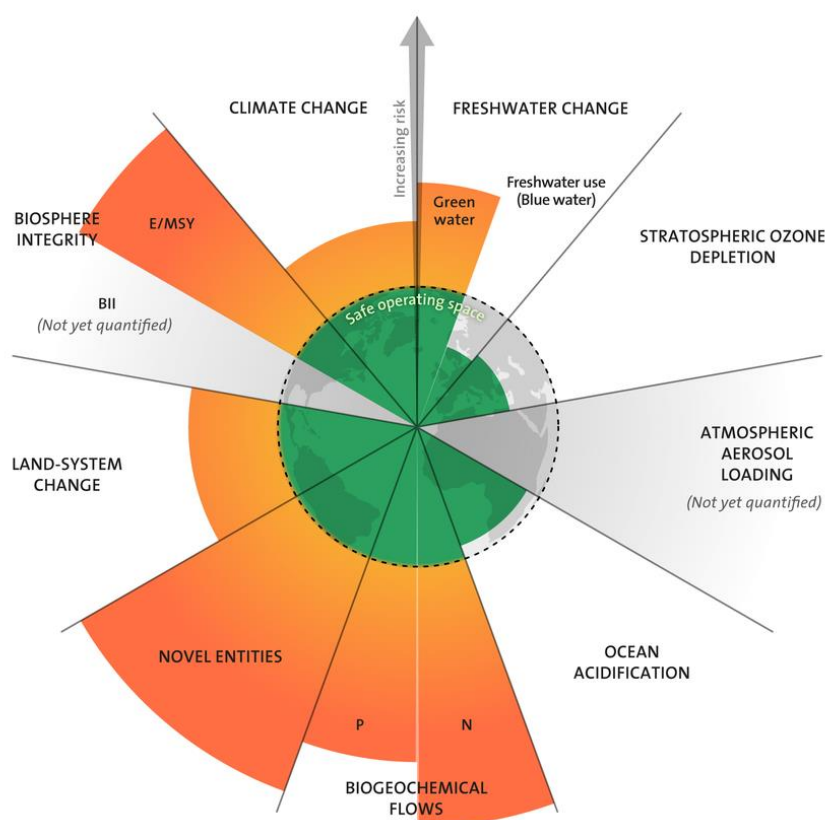 CLIMATE CHANGE
Increasing risk
FRESHWATER CHANGE
Green
water
Freshwater use
(Blue water)
STRATOSPHERIC OZONE
DEPLETION
BIOSPHERE
INTEGRITY
E/MSY
BII
(Not yet quantified)
Safe operating space
ATMOSPHERIC
AEROSOL
LOADING
(Not yet quantified)
LAND-SYSTEM
CHANGE
NOVEL ENTITIES
OCEAN
ACIDIFICATION
P
N
BIOGEOCHEMICAL
FLOWS